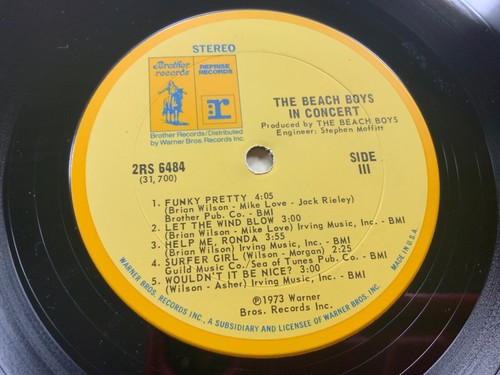 STEREO
Brother records
REPRISE RECORDS
r
Brother Records/Distributed
by Warner Bros. Records Inc.
THE BEACH BOYS
IN CONCERT
Produced by THE BEACH BOYS
Engineer: Stephen Moffitt
2RS 6484
(31,700)
SIDE
III
1. FUNKY PRETTY 4:05
(Brian Wilson - Mike Love - Jack Rieley)
Brother Pub. Co. - BMI
2. LET THE WIND BLOW 3:00
(Brian Wilson - Mike Love) Irving Music, Inc. - BMI
3. HELP ME, RONDA 3:55
(Brian Wilson) Irving Music, Inc. - BMI
4. SURFER GIRL (Wilson - Morgan) 2:25
Guild Music Co./Sea of Tunes Pub. Co. - BMI
5. WOULDN'T IT BE NICE? 3:00
(Wilson - Asher) Irving Music, Inc. - BMI
℗1973 Warner
Bros. Records Inc.
WARNER BROS. RECORDS INC., A SUBSIDIARY AND LICENSEE OF WARNER BROS. INC. MADE IN U.S.A.